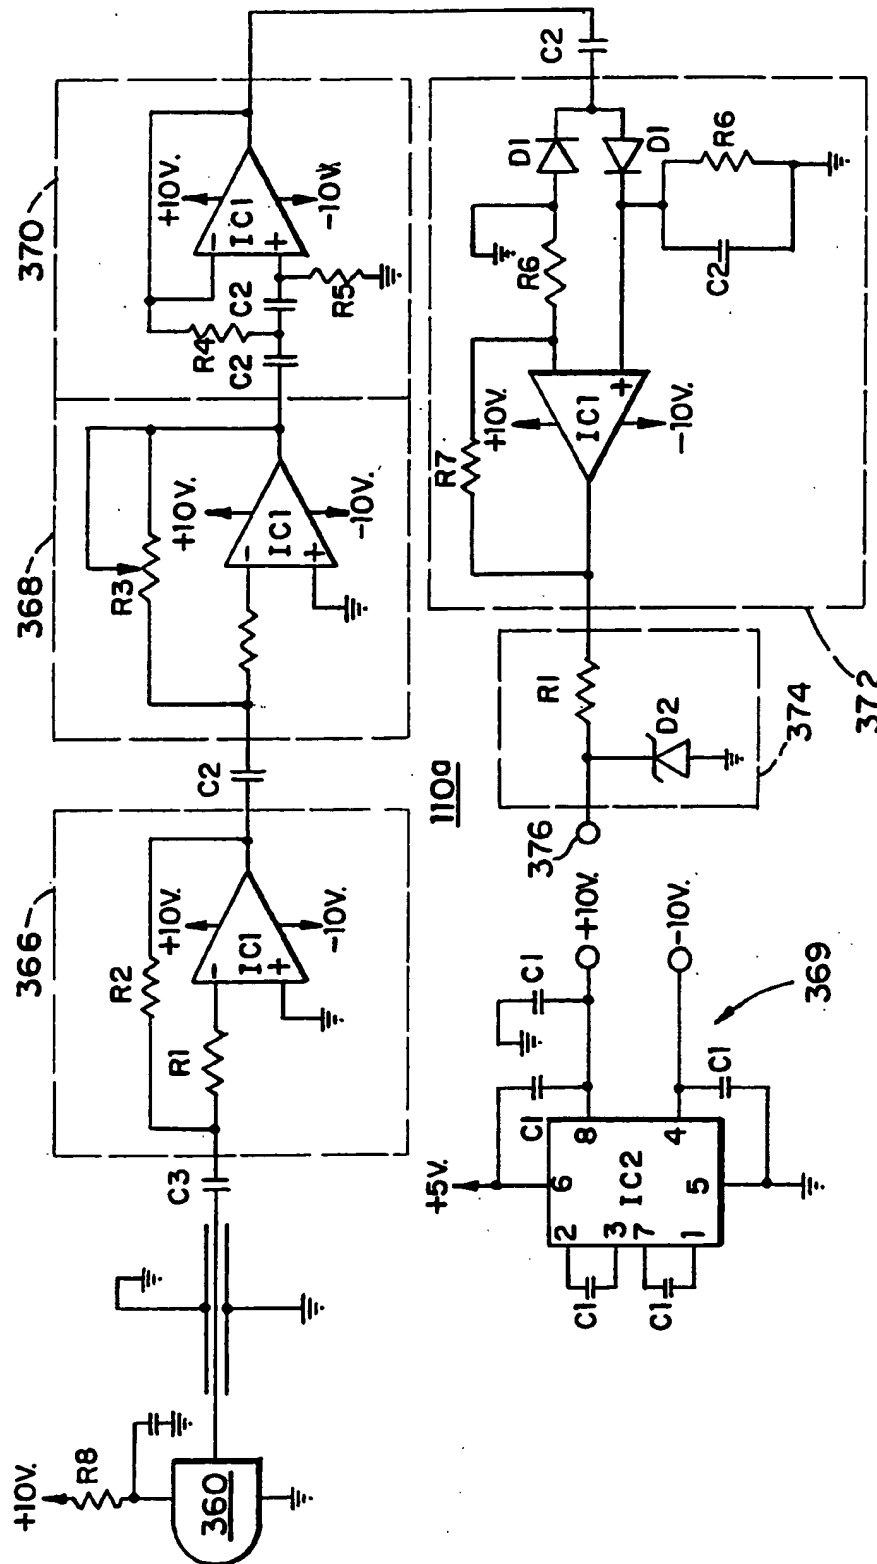 +10V.
R8
360
C3
366
R2
R1
+10V.
-
IC1
+
-10V.
C2
368
R3
+10V.
-
IC1
+
-10V.
370
R4
C2
C2
+10V.
-
IC1
+
-10V.
R5
C2
110a
D1
D1
R6
R6
C2
R7
+10V.
IC1
+
-10V.
372
R1
D2
374
376
+5V.
C1
C1
+10V.
-10V.
C1
6
8
2
3
7
1
IC2
5
4
C1
C1
369